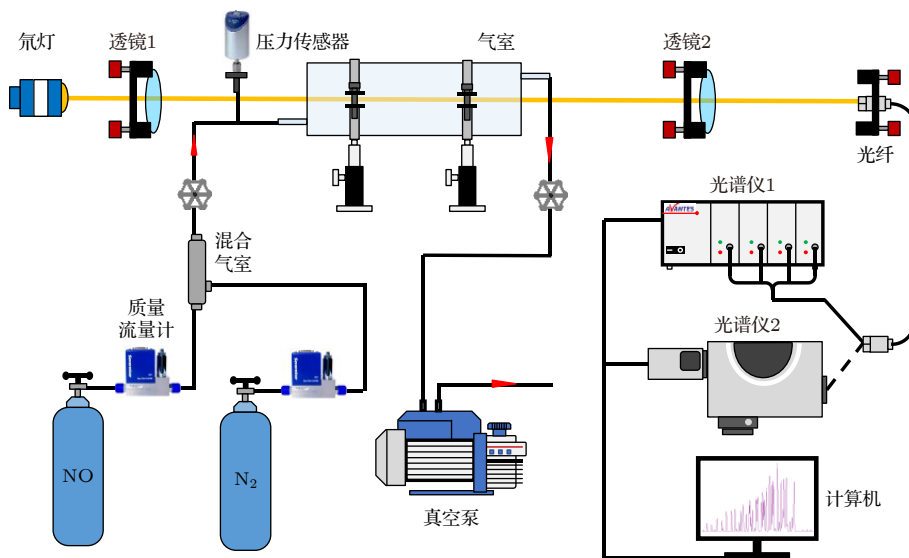 氘灯
透镜1
压力传感器
气室
透镜2
光纤
光谱仪1
AVANTES
混合
气室
质量
流量计
光谱仪2
NO
N₂
真空泵
计算机